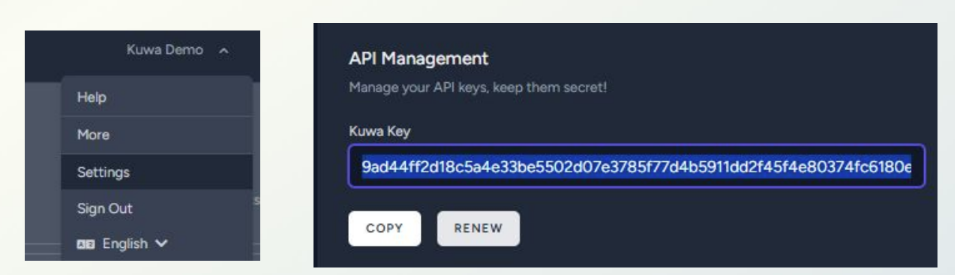 Kuwa Demo
Help
More
Settings
Sign Out
English
API Management
Manage your API keys, keep them secret!
Kuwa Key
9ad44ff2d18c5a4e33be5502d07e3785f77d4b5911dd2f45f4e80374fc6180e
COPY
RENEW